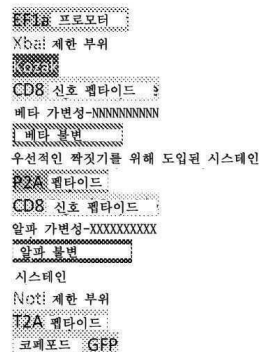 EF1a 프로모터
XbaI 제한 부위
Kozak
CD8 신호 펩타이드
베타 가변성-NNNNNNNNNN
베타 불변
우선적인 짝짓기를 위해 도입된 시스테인
P2A 펩타이드
CD8 신호 펩타이드
알파 가변성-XXXXXXXXXX
알파 불변
시스테인
NotI 제한 부위
T2A 펩타이드
코페포드 GFP